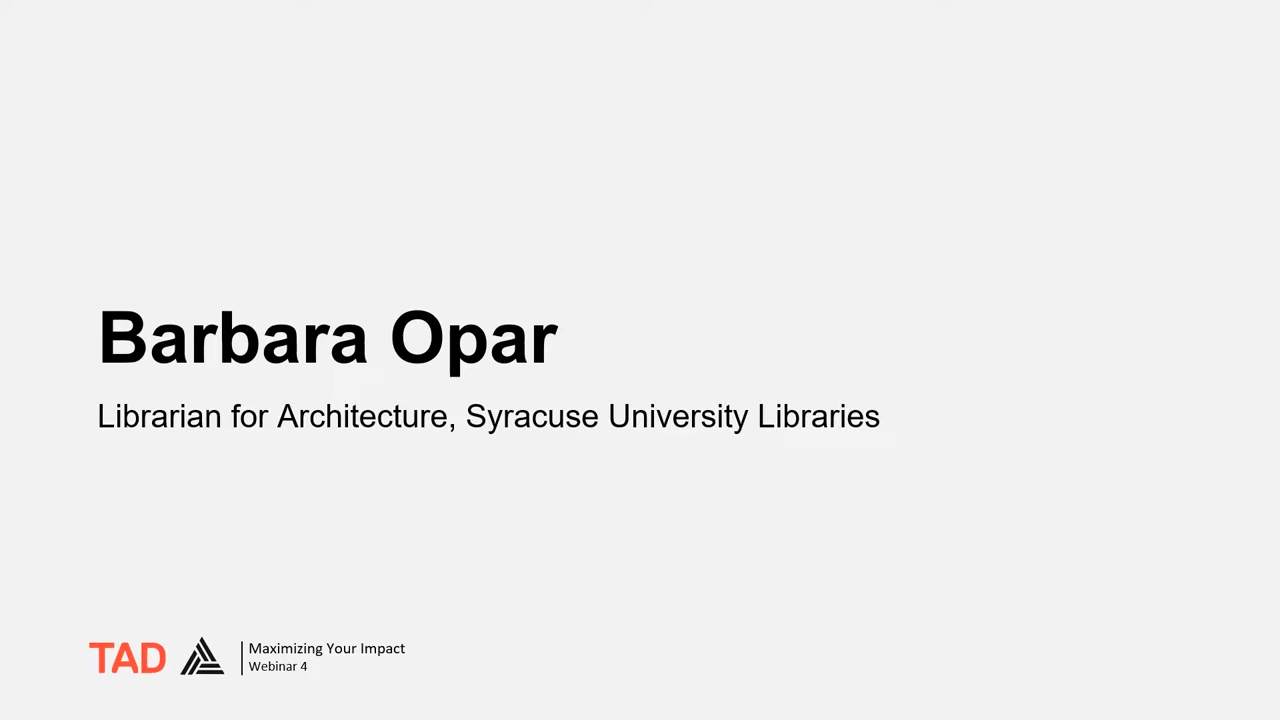 Barbara Opar
Librarian for Architecture, Syracuse University Libraries
TAD
Maximizing Your Impact
Webinar 4